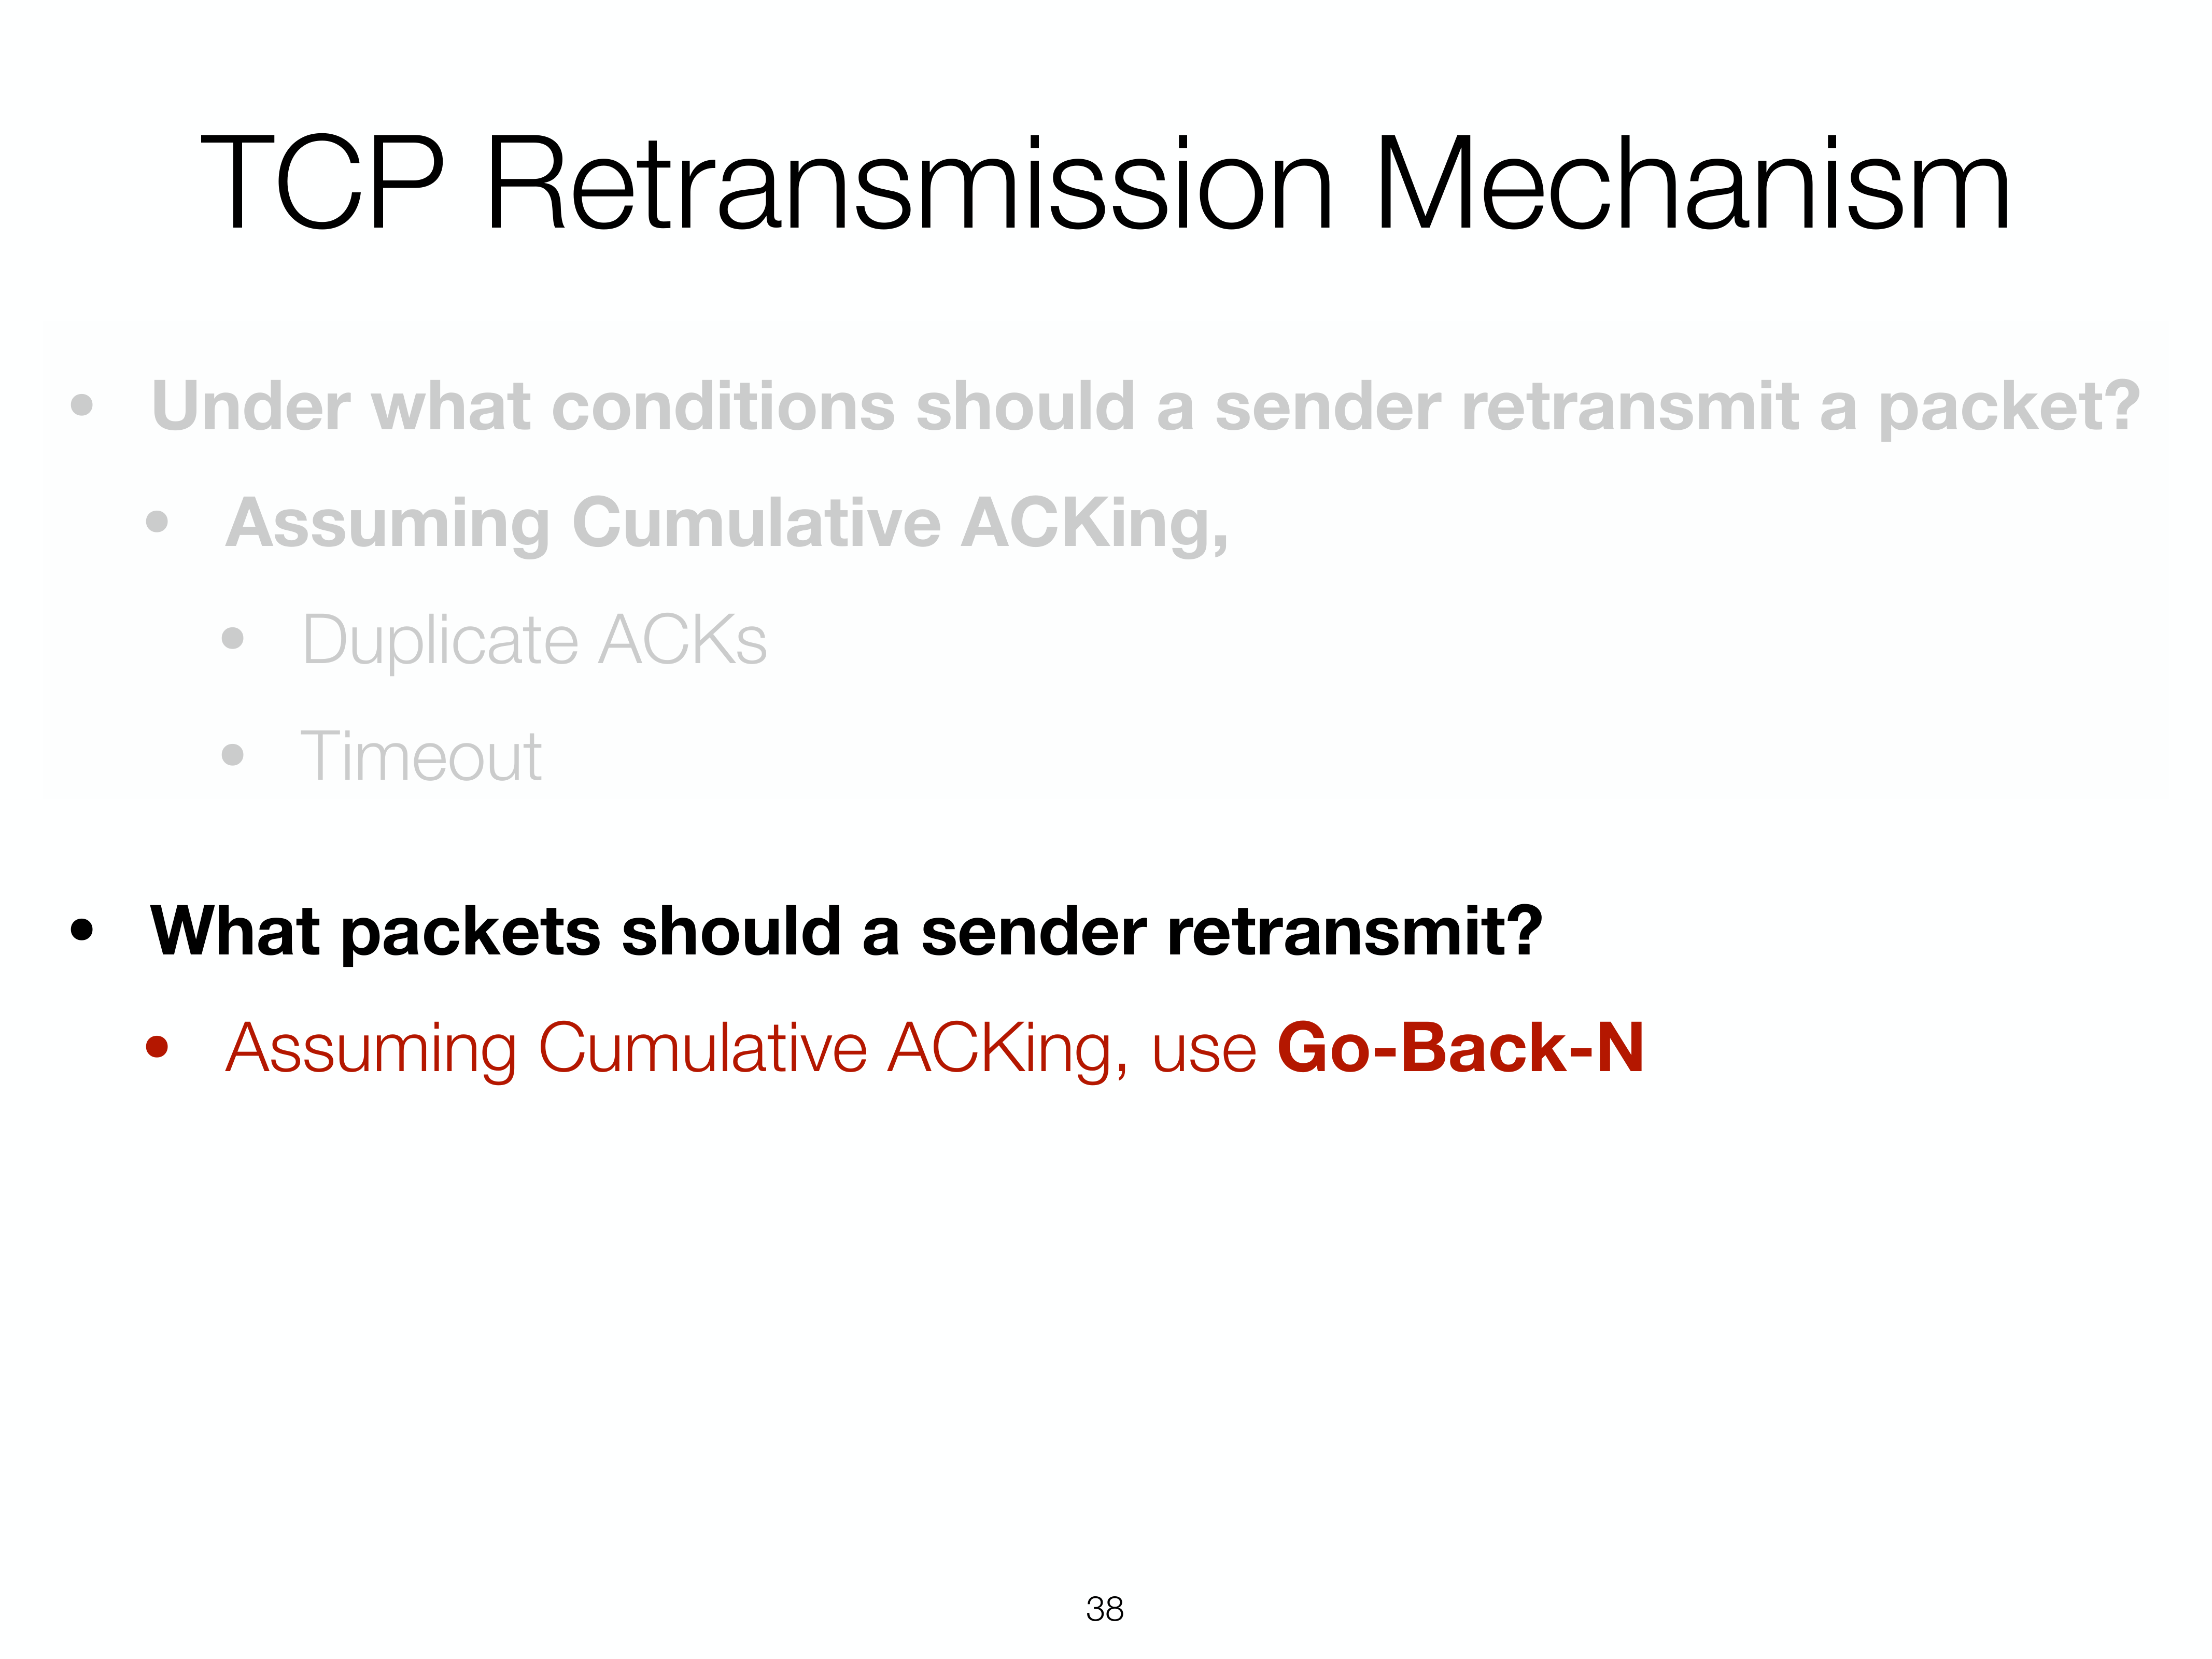 TCP Retransmission Mechanism
• Under what conditions should a sender retransmit a packet?
• Assuming Cumulative ACKing,
• Duplicate ACKs
• Timeout
• What packets should a sender retransmit?
• Assuming Cumulative ACKing, use Go-Back-N
38